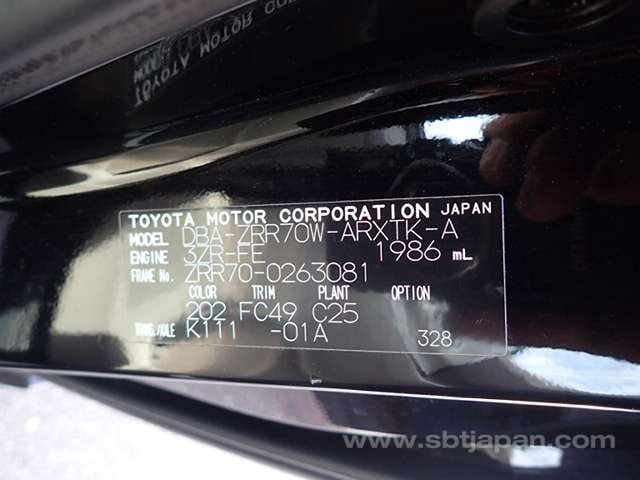 TOYOTA MOTOR CO
TOYOTA MOTOR CORPORATION JAPAN
MODEL DBA-ZRR70W-ARXTK-A
ENGINE 3ZR-FE 1986 mL
FRAME No. ZRR70-0263081
COLOR TRIM PLANT OPTION
202 FC49 C25
TRANS./AXLE K111 -01A 328
www.sbtjapan.com